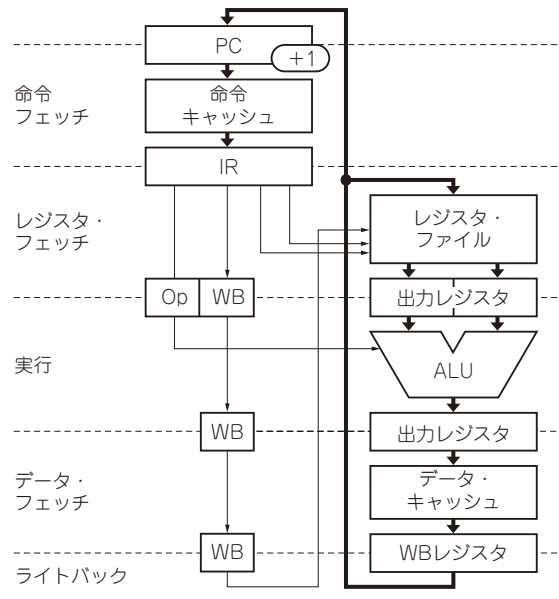 PC
+1
命令
フェッチ
命令
キャッシュ
IR
レジスタ・
フェッチ
レジスタ・
ファイル
Op
WB
出力レジスタ
実行
ALU
WB
出力レジスタ
データ・
フェッチ
データ・
キャッシュ
WB
WBレジスタ
ライトバック